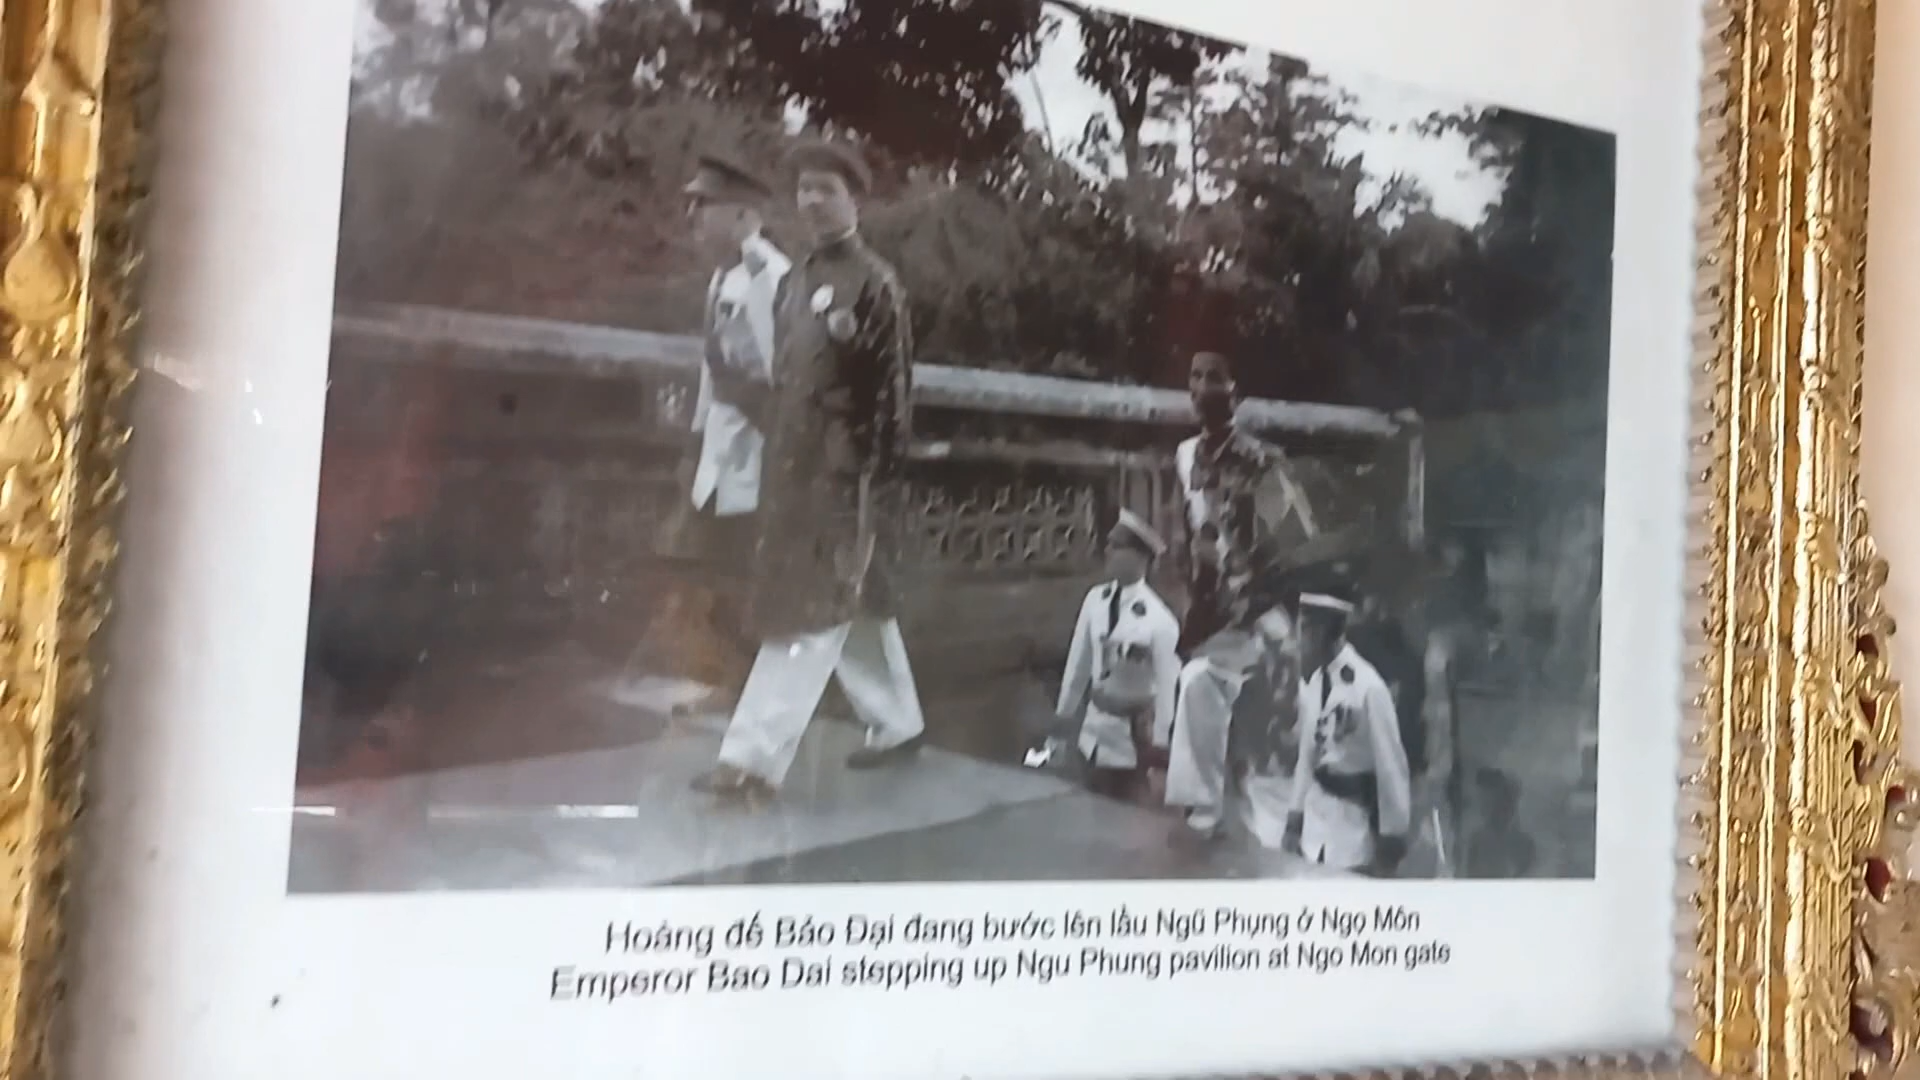 Hoàng đế Bảo Đại đang bước lên lầu Ngũ Phụng ở Ngọ Môn
Emperor Bao Dai stepping up Ngu Phung pavilion at Ngo Mon gate